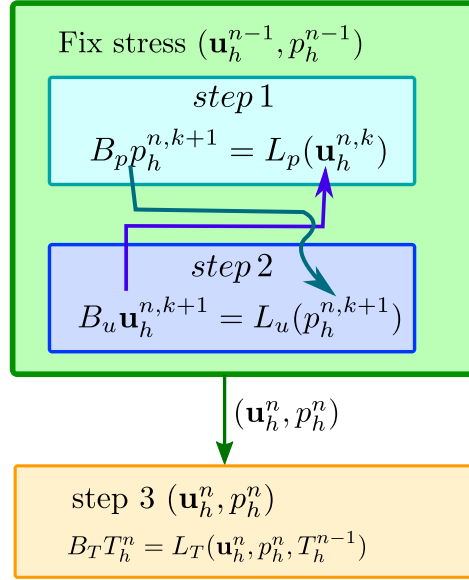 Fix stress $(\mathbf{u}_h^{n-1}, p_h^{n-1})$
step 1
$B_p p_h^{n,k+1} = L_p(\mathbf{u}_h^{n,k})$
step 2
$B_u \mathbf{u}_h^{n,k+1} = L_u(p_h^{n,k+1})$
$(\mathbf{u}_h^n, p_h^n)$
step 3 $(\mathbf{u}_h^n, p_h^n)$
$B_T T_h^n = L_T(\mathbf{u}_h^n, p_h^n, T_h^{n-1})$